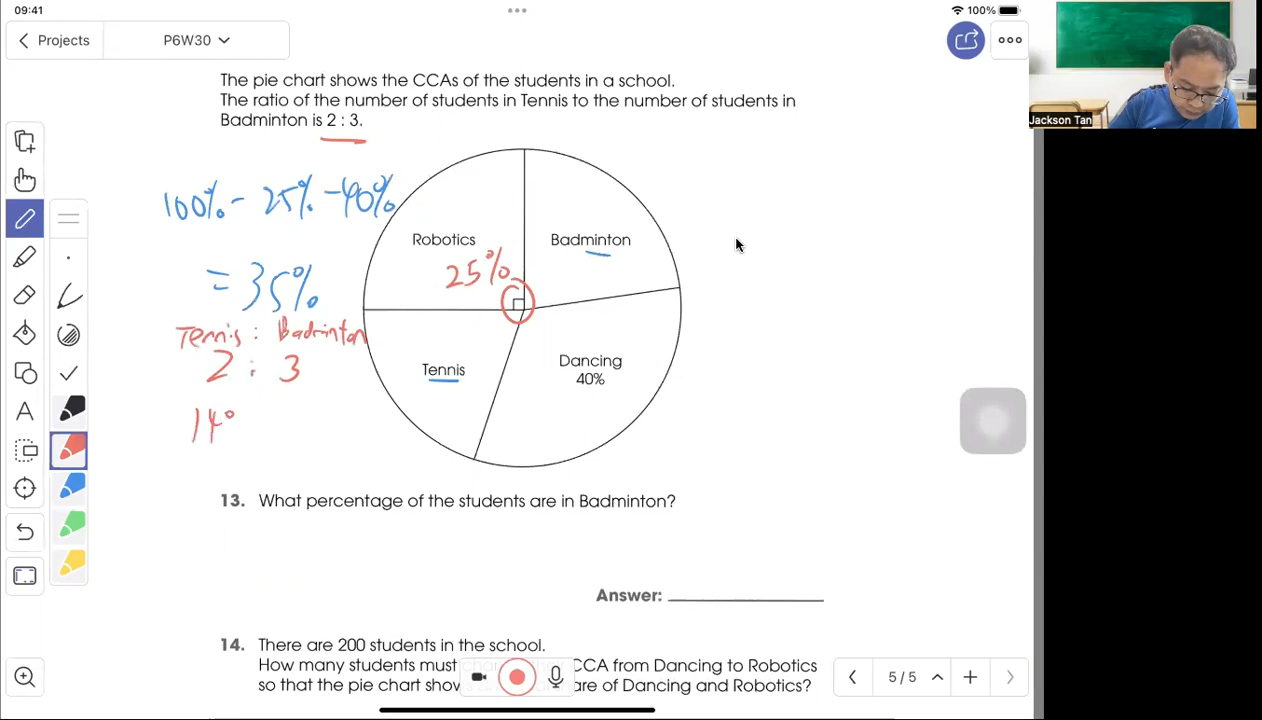 09:41
100%
Projects
P6W30
Jackson Tan
The pie chart shows the CCAs of the students in a school.
The ratio of the number of students in Tennis to the number of students in
Badminton is 2 : 3.
100% - 25% - 40%
= 35%
Tennis : Badminton
2 : 3
14°
Robotics
25%
Badminton
Tennis
Dancing
40%
A
13. What percentage of the students are in Badminton?
Answer:
14. There are 200 students in the school.
How many students must CCA from Dancing to Robotics
so that the pie chart of Dancing and Robotics?
5 / 5